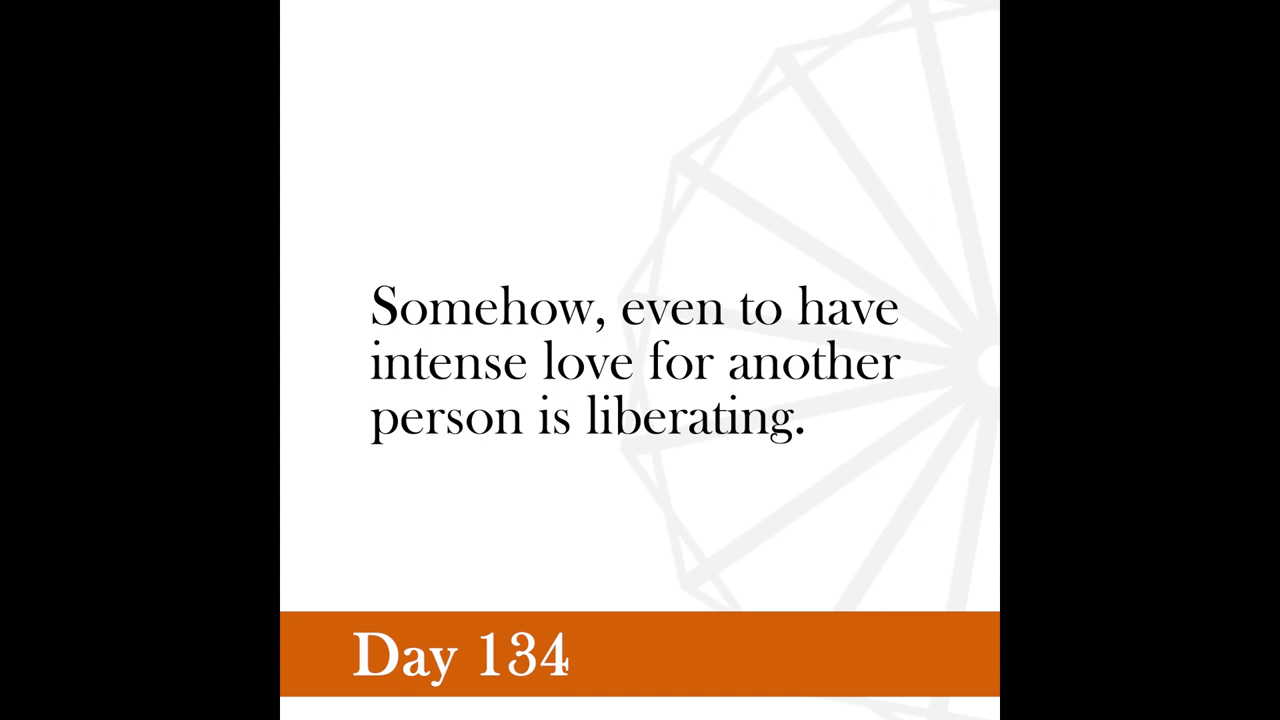 Somehow, even to have
intense love for another
person is liberating.
Day 134